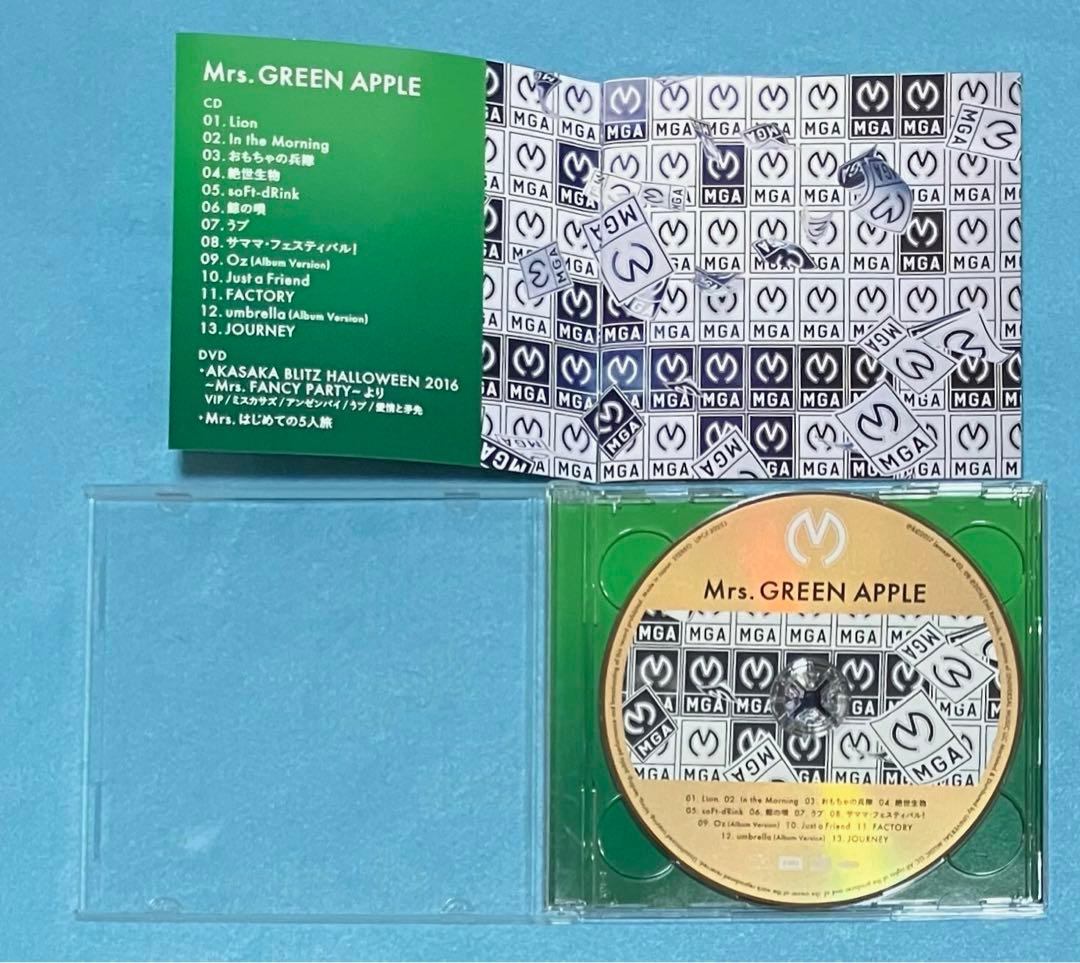 Mrs. GREEN APPLE
CD
01. Lion
02. In the Morning
03. おもちゃの兵隊
04. 絶世生物
05. soFt-dRink
06. 鯨の唄
07. うブ
08. サママ・フェスティバル!
09. Oz (Album Version)
10. Just a Friend
11. FACTORY
12. umbrella (Album Version)
13. JOURNEY
DVD
・AKASAKA BLITZ HALLOWEEN 2016
~Mrs. FANCY PARTY~より
VIP / ミスカサズ / アンゼンパイ / うブ / 愛情と矛先
・Mrs. はじめての5人旅
MGA
Mrs. GREEN APPLE
MGA MGA MGA MGA MGA MGA
01. Lion 02. In the Morning 03. おもちゃの兵隊 04. 絶世生物
05. soFt-dRink 06. 鯨の唄 07. うブ 08. サママ・フェスティバル!
09. Oz (Album Version) 10. Just a Friend 11. FACTORY
12. umbrella (Album Version) 13. JOURNEY